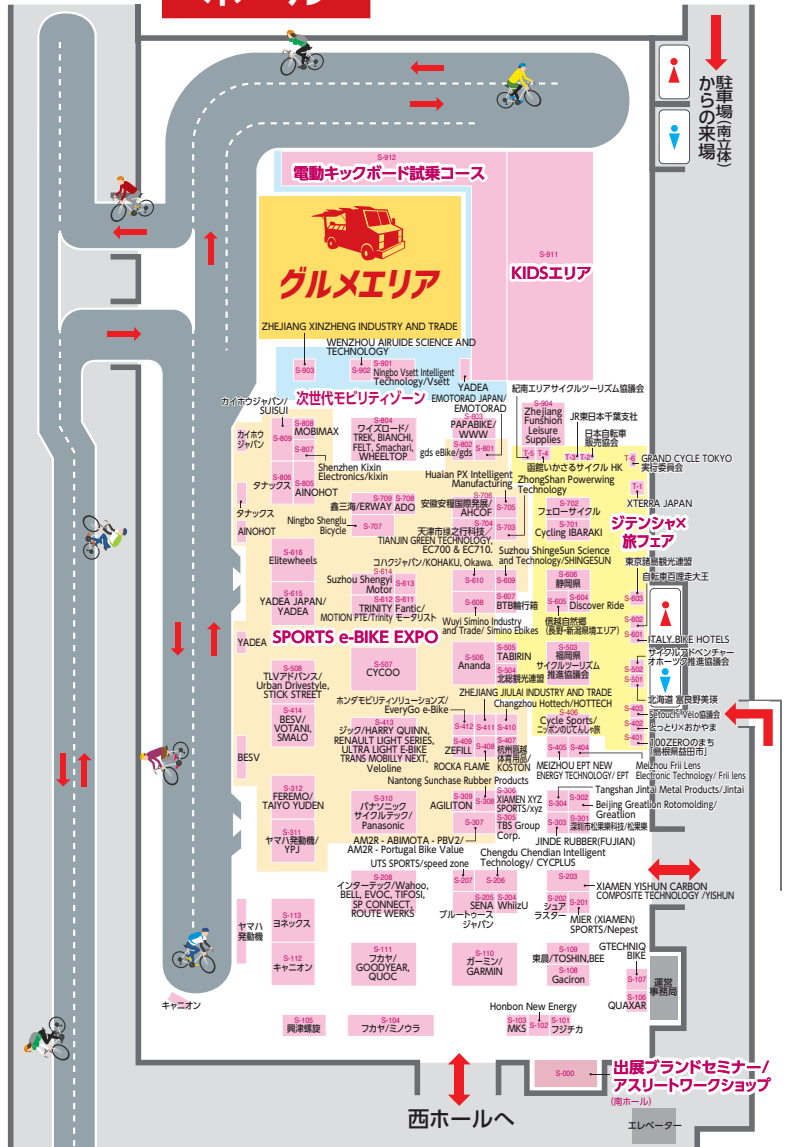 駐車場(南立体)
からの来場
S-912
電動キックボード試乗コース
グルメエリア
S-911
KIDSエリア
ZHEJIANG XINZHENG INDUSTRY AND TRADE
WENZHOU AIRUIDE SCIENCE AND
TECHNOLOGY
S-903
S-902
S-901
Ningbo Vsett Intelligent
Technology/Vsett
YADEA
次世代モビリティゾーン
EMOTORAD JAPAN/
EMOTORAD
紀南エリアサイクルツーリズム協議会
カイホウジャパン/
SUISUI
カイホウ
ジャパン
S-809
S-808
MOBIMAX
S-807
Shenzhen Kixin
Electronics/kixin
S-804
ワイズロード/
TREK, BIANCHI,
FELT, Smachari,
WHEELTOP
S-803
PAPABIKE/
WWW
S-802
S-801
gds eBike/gds
S-904
Zhejiang
Funshion
Leisure
Supplies
JR東日本千葉支社
日本自転車
販売協会
T-5
T-4
T-3
T-2
函館いかさるサイクル HK
T-6
GRAND CYCLE TOKYO
実行委員会
T-1
XTERRA JAPAN
S-806
タナックス
S-805
AINOHOT
タナックス
AINOHOT
Huaian PX Intelligent
Manufacturing
ZhongShan Powerwing
Technology
S-709
S-708
鑫三海/ERWAY
ADO
Ningbo Shenglu
Bicycle
S-707
S-706
安徽安程國際発展/
AHCOF
S-705
S-704
S-703
天津市绿之行科技/
TIANJIN GREEN TECHNOLOGY,
EC700 & EC710.
S-702
フェローサイクル
S-701
Cycling IBARAKI
ジテンシャ×
旅フェア
S-616
Elitewheels
コハクジャパン/KOHAKU, Okawa.
Suzhou ShingeSun Science
and Technology/SHINGESUN
東京諸島観光連盟
自転車百哩走大王
S-614
Suzhou Shengyi
Motor
S-613
S-610
S-609
S-606
静岡県
S-615
YADEA JAPAN/
YADEA
S-612
S-611
TRINITY
Fantic/
MOTION PTE/Trinity
モータリスト
S-608
S-607
BTB輪行箱
S-605
S-604
Discover Ride
信越自然郷
(長野・新潟県境エリア)
S-603
S-602
S-601
ITALY BIKE HOTELS
Wuyi Simino Industry
and Trade/ Simino Ebikes
SPORTS e-BIKE EXPO
YADEA
S-508
TLVアドバンス/
Urban Drivestyle,
STICK STREET
S-507
CYCOO
S-506
Ananda
S-505
TABIRIN
S-504
北総観光連盟
S-503
福岡県
サイクルツーリズム
推進協議会
サイクルアドベンチャー
オホーツク推進協議会
S-502
S-501
北海道 富良野美瑛
S-403
Setouchi Vélo協議会
S-402
とっとり×おかやま
S-401
100ZEROのまち
「島根県益田市」
ホンダモビリティソリューションズ/
EveryGo e-Bike
ZHEJIANG JIULAI INDUSTRY AND TRADE
Changzhou Hottech/HOTTECH
S-414
BESV/
VOTANI,
SMALO
BESV
S-413
ジック/HARRY QUINN,
RENAULT LIGHT SERIES,
ULTRA LIGHT E-BIKE
TRANS MOBILLY NEXT,
Veloline
S-412
S-411
S-410
S-409
ZEFILL
S-408
ROCKA FLAME
S-407
体育用品/
KOSTON
S-406
Cycle Sports/
ニッポンのじてんしゃ旅
S-405
S-404
MEIZHOU EPT NEW
ENERGY TECHNOLOGY/ EPT
Meizhou Frii Lens
Electronic Technology/ Frii lens
Nantong Sunchase Rubber Products
S-312
FEREMO/
TAIYO YUDEN
S-310
パナソニック
サイクルテック/
Panasonic
S-309
AGILITON
S-308
S-306
XIAMEN XYZ
SPORTS/xyz
S-304
S-302
Tangshan Jintai Metal Products/Jintai
Beijing Greatlion Rotomolding/
Greatlion
S-311
ヤマハ発動機/
YPJ
S-307
S-305
TBS Group
Corp.
S-303
S-301
深圳市松果樂科技/松果樂
AM2R - ABIMOTA - PBV2/
AM2R - Portugal Bike Value
JINDE RUBBER(FUJIAN)
UTS SPORTS/speed zone
Chengdu Chendian Intelligent
Technology/ CYCPLUS
S-208
インターテック/Wahoo,
BELL, EVOC, TIFOSI,
SP CONNECT,
ROUTE WERKS
S-207
S-206
S-205
SENA
ブルートゥース
ジャパン
S-204
WhiizU
S-203
XIAMEN YISHUN CARBON
COMPOSITE TECHNOLOGY /YISHUN
S-202
シュア
ラスター
S-201
MIER (XIAMEN)
SPORTS/Nepest
ヤマハ
発動機
S-113
ヨネックス
S-112
キャニオン
S-111
フカヤ/
GOODYEAR,
QUOC
S-110
ガーミン/
GARMIN
S-109
東晨/TOSHIN,BEE
S-108
Gaciron
GTECHNIQ
BIKE
S-107
S-106
QUAXAR
運営
事務局
キャニオン
S-105
興津螺旋
S-104
フカヤ/ミノウラ
Honbon New Energy
S-103
MKS
S-102
S-101
フジチカ
S-000
出展ブランドセミナー/
アスリートワークショップ
(南ホール)
西ホールへ
エレベーター